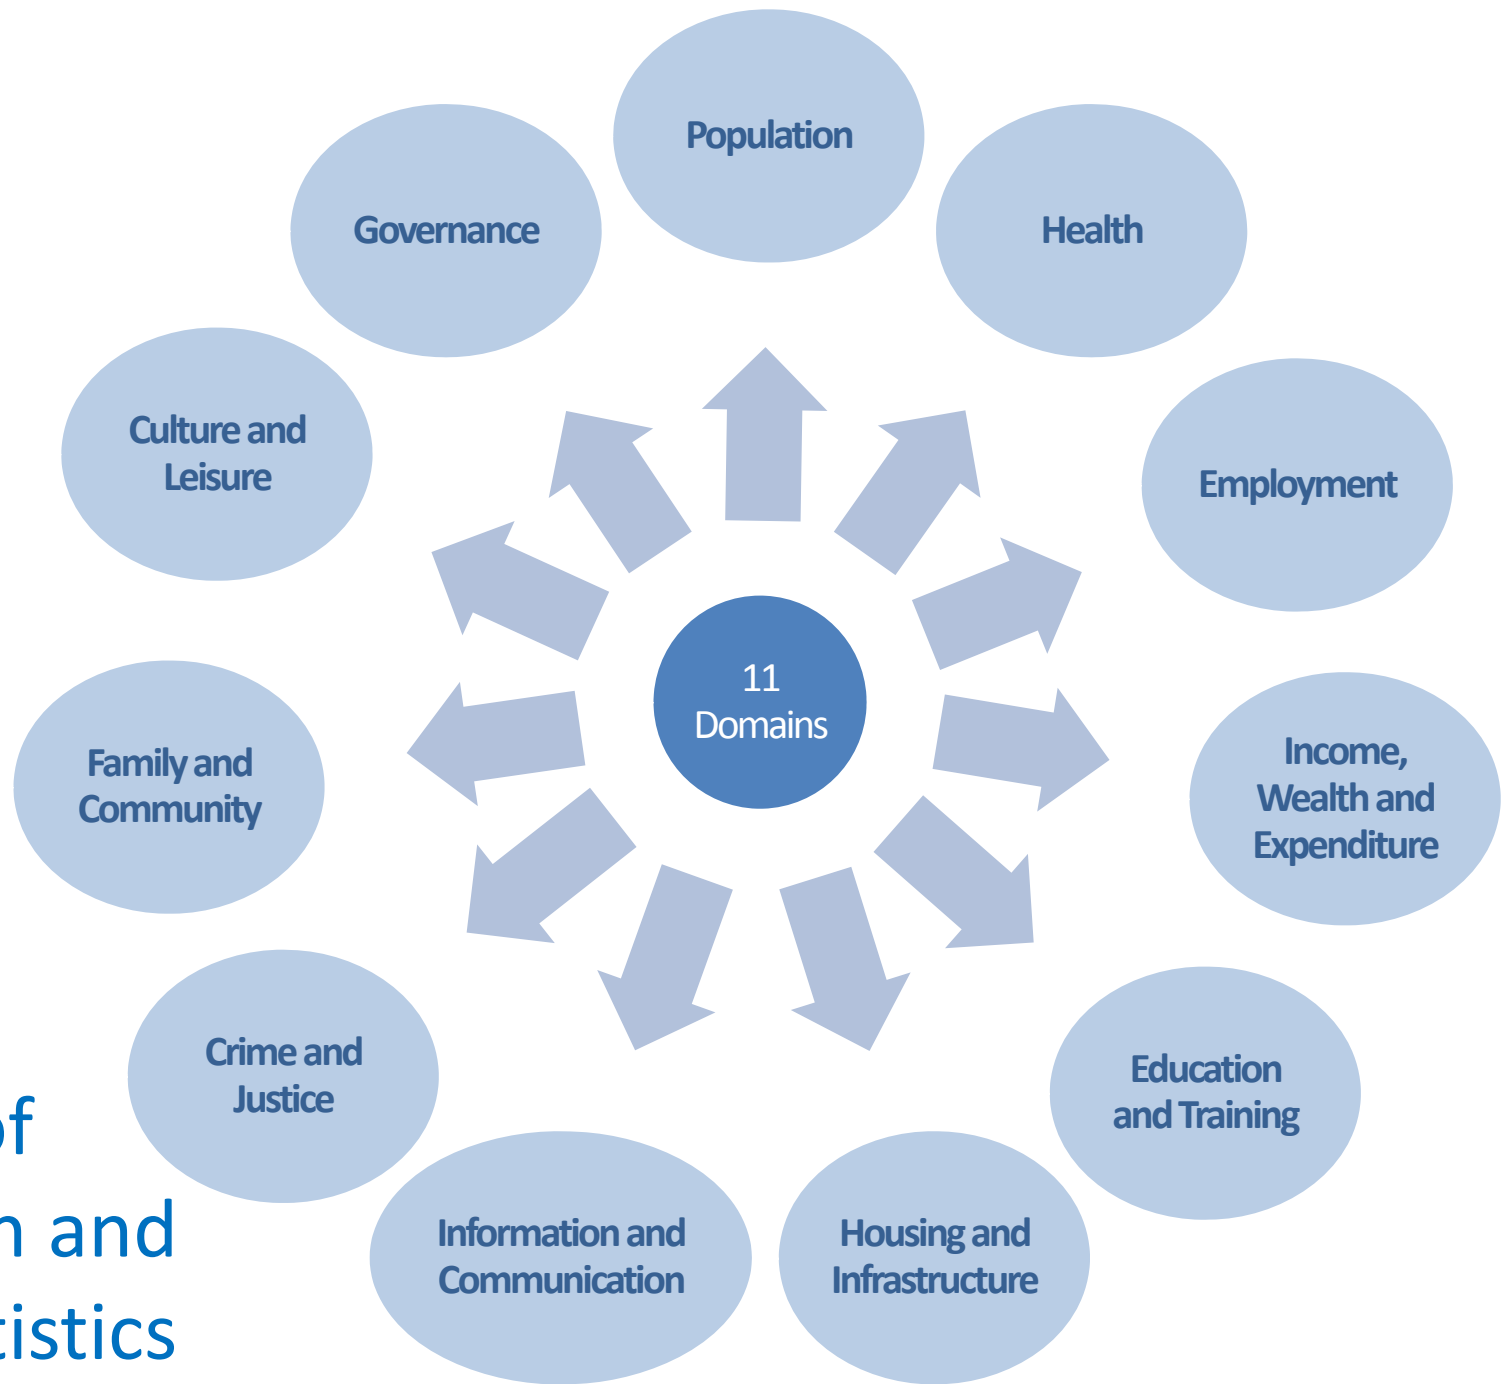 Population
Health
Employment
Income,
Wealth and
Expenditure
Education
and Training
Housing and
Infrastructure
Information and
Communication
Crime and
Justice
Family and
Community
Culture and
Leisure
Governance
11
Domains
of
and